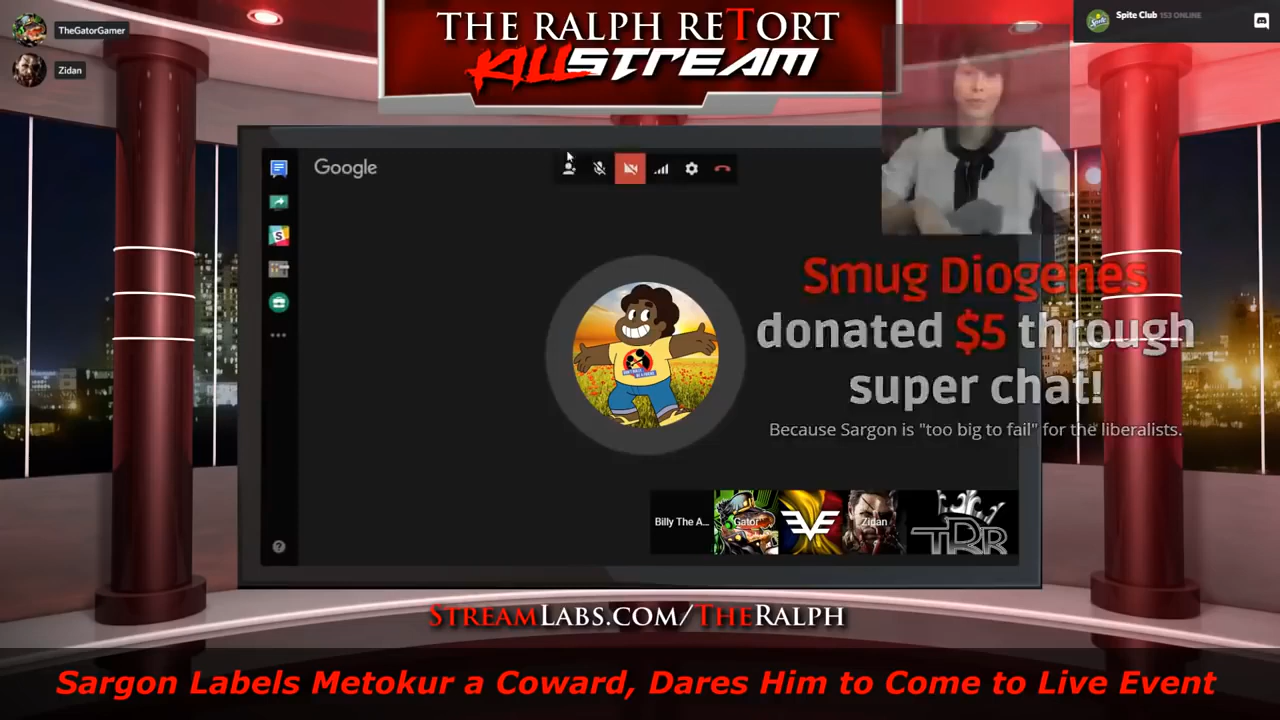 TheGatorGamer
Zidan
THE RALPH RETORT
KILLSTREAM
Spite Club 153 ONLINE
Google
S
Smug Diogenes
donated $5 through
super chat!
Because Sargon is "too big to fail" for the liberalists.
Billy The A...
Gator
Zidan
TRR
?
STREAMLABS.COM/THERALPH
Sargon Labels Metokur a Coward, Dares Him to Come to Live Event